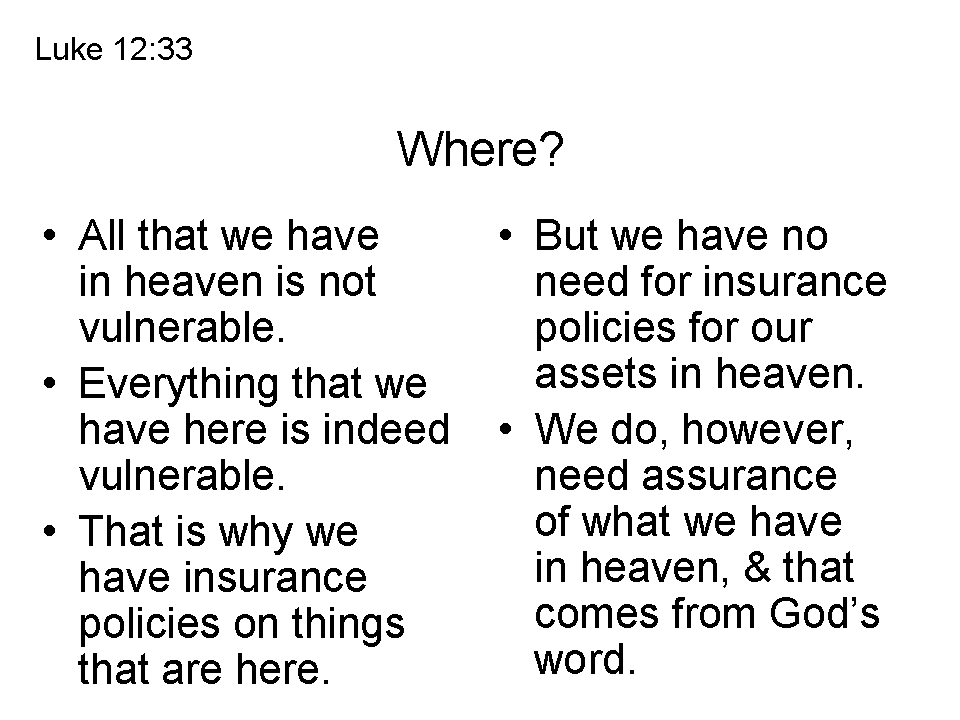 Luke 12:33
Where?
• All that we have
in heaven is not
vulnerable.
• Everything that we
have here is indeed
vulnerable.
• That is why we
have insurance
policies on things
that are here.
• But we have no
need for insurance
policies for our
assets in heaven.
• We do, however,
need assurance
of what we have
in heaven, & that
comes from God’s
word.